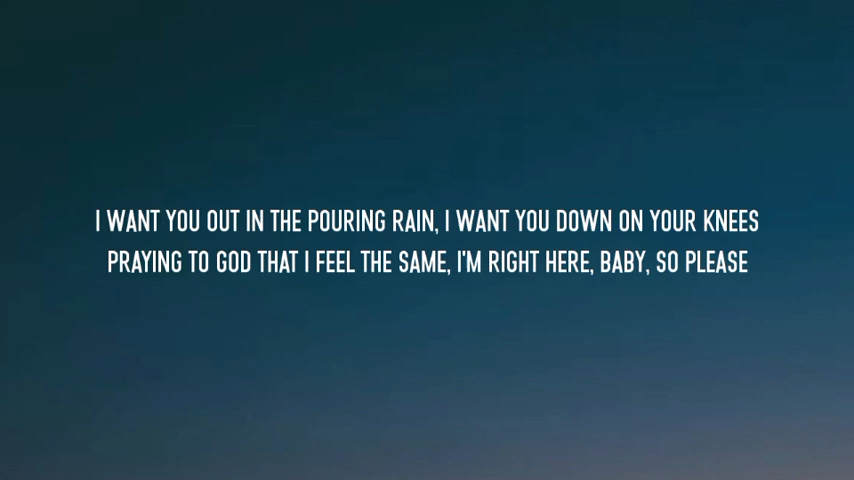 I WANT YOU OUT IN THE POURING RAIN, I WANT YOU DOWN ON YOUR KNEES
PRAYING TO GOD THAT I FEEL THE SAME, I'M RIGHT HERE, BABY, SO PLEASE